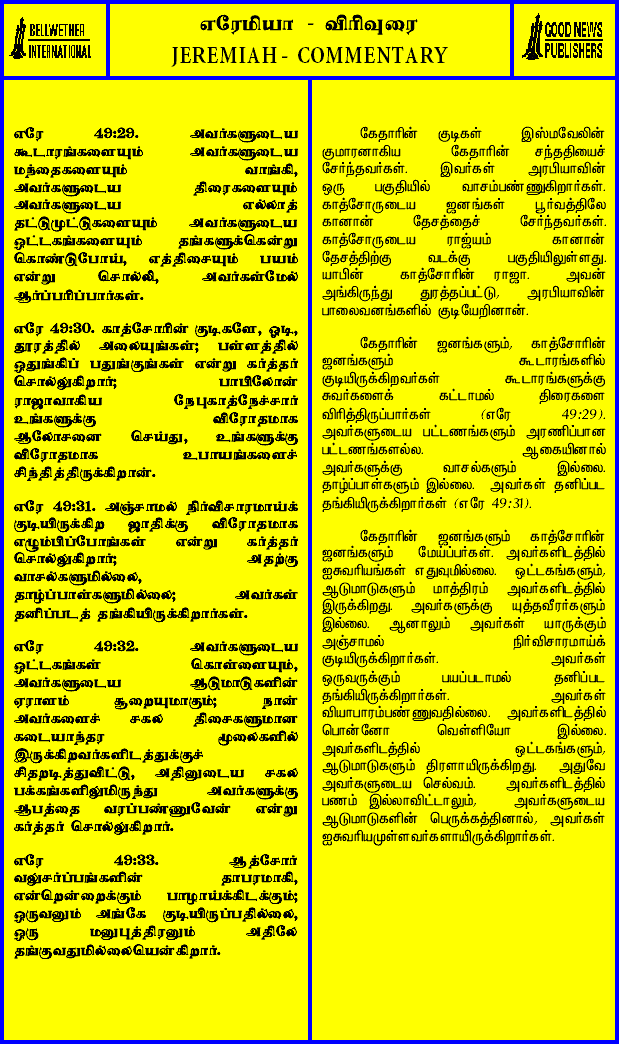 BELLWETHER
INTERNATIONAL
எரேமியா - விரிவுரை
JEREMIAH - COMMENTARY
GOOD NEWS
PUBLISHERS
எரே 49:29. அவர்களுடைய
கூடாரங்களையும் அவர்களுடைய
மந்தைகளையும் வாங்கி,
அவர்களுடைய திரைகளையும்
அவர்களுடைய எல்லாத்
தட்டுமுட்டுகளையும் அவர்களுடைய
ஒட்டகங்களையும் தங்களுக்கென்று
கொண்டுபோய், எத்திசையும் பயம்
என்று சொல்லி, அவர்கள்மேல்
ஆர்ப்பரிப்பார்கள்.
எரே 49:30. காத்சோரின் குடிகளே, ஓடி,
தூரத்தில் அலையுங்கள்; பள்ளத்தில்
ஒதுங்கிப் பதுங்குங்கள் என்று கர்த்தர்
சொல்லுகிறார்; பாபிலோன்
ராஜாவாகிய நேபுகாத்நேச்சார்
உங்களுக்கு விரோதமாக
ஆலோசனை செய்து, உங்களுக்கு
விரோதமாக உபாயங்களைச்
சிந்தித்திருக்கிறான்.
எரே 49:31. அஞ்சாமல் நிர்விசாரமாய்க்
குடியிருக்கிற ஜாதிக்கு விரோதமாக
எழும்பிப்போங்கள் என்று கர்த்தர்
சொல்லுகிறார்; அதற்கு
வாசல்களுமில்லை,
தாழ்ப்பாள்களுமில்லை; அவர்கள்
தனிப்படத் தங்கியிருக்கிறார்கள்.
எரே 49:32. அவர்களுடைய
ஒட்டகங்கள் கொள்ளையும்,
அவர்களுடைய ஆடுமாடுகளின்
ஏராளம் சூறையுமாகும்; நான்
அவர்களைச் சகல திசைகளுமான
கடையாந்தர மூலைகளில்
இருக்கிறவர்களிடத்துக்குச்
சிதறடித்துவிட்டு, அதினுடைய சகல
பக்கங்களிலுமிருந்து அவர்களுக்கு
ஆபத்தை வரப்பண்ணுவேன் என்று
கர்த்தர் சொல்லுகிறார்.
எரே 49:33. ஆத்சோர்
வலுசர்ப்பங்களின் தாபரமாகி,
என்றென்றைக்கும் பாழாய்க்கிடக்கும்;
ஒருவனும் அங்கே குடியிருப்பதில்லை,
ஒரு மனுபுத்திரனும் அதிலே
தங்குவதுமில்லையென்கிறார்.
கேதாரின் குடிகள் இஸ்மவேலின்
குமாரனாகிய கேதாரின் சந்ததியைச்
சேர்ந்தவர்கள். இவர்கள் அரபியாவின்
ஒரு பகுதியில் வாசம்பண்ணுகிறார்கள்.
காத்சோருடைய ஜனங்கள் பூர்வத்திலே
கானான் தேசத்தைச் சேர்ந்தவர்கள்.
காத்சோருடைய ராஜ்யம் கானான்
தேசத்திற்கு வடக்கு பகுதியிலுள்ளது.
யாபின் காத்சோரின் ராஜா. அவன்
அங்கிருந்து துரத்தப்பட்டு, அரபியாவின்
பாலைவனங்களில் குடியேறினான்.
கேதாரின் ஜனங்களும், காத்சோரின்
ஜனங்களும் கூடாரங்களில்
குடியிருக்கிறவர்கள் கூடாரங்களுக்கு
சுவர்களைக் கட்டாமல் திரைகளை
விரித்திருப்பார்கள் (எரே 49:29).
அவர்களுடைய பட்டணங்களும் அரணிப்பான
பட்டணங்களல்ல. ஆகையினால்
அவர்களுக்கு வாசல்களும் இல்லை.
தாழ்ப்பாள்களும் இல்லை. அவர்கள் தனிப்பட
தங்கியிருக்கிறார்கள் (எரே 49:31).
கேதாரின் ஜனங்களும் காத்சோரின்
ஜனங்களும் மேய்ப்பர்கள். அவர்களிடத்தில்
ஐசுவரியங்கள் எதுவுமில்லை. ஒட்டகங்களும்,
ஆடுமாடுகளும் மாத்திரம் அவர்களிடத்தில்
இருக்கிறது. அவர்களுக்கு யுத்தவீரர்களும்
இல்லை. ஆனாலும் அவர்கள் யாருக்கும்
அஞ்சாமல் நிர்விசாரமாய்க்
குடியிருக்கிறார்கள். அவர்கள்
ஒருவருக்கும் பயப்படாமல் தனிப்பட
தங்கியிருக்கிறார்கள். அவர்கள்
வியாபாரம்பண்ணுவதில்லை. அவர்களிடத்தில்
பொன்னோ வெள்ளியோ இல்லை.
அவர்களிடத்தில் ஒட்டகங்களும்,
ஆடுமாடுகளும் திரளாயிருக்கிறது. அதுவே
அவர்களுடைய செல்வம். அவர்களிடத்தில்
பணம் இல்லாவிட்டாலும், அவர்களுடைய
ஆடுமாடுகளின் பெருக்கத்தினால், அவர்கள்
ஐசுவரியமுள்ளவர்களாயிருக்கிறார்கள்.